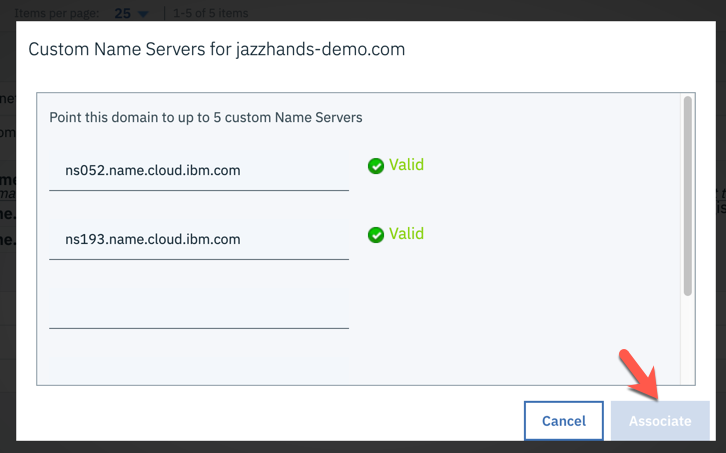 Items per page: 25 | 1-5 of 5 items
Custom Name Servers for jazzhands-demo.com
Point this domain to up to 5 custom Name Servers
ns052.name.cloud.ibm.com Valid
ns193.name.cloud.ibm.com Valid
Cancel Associate